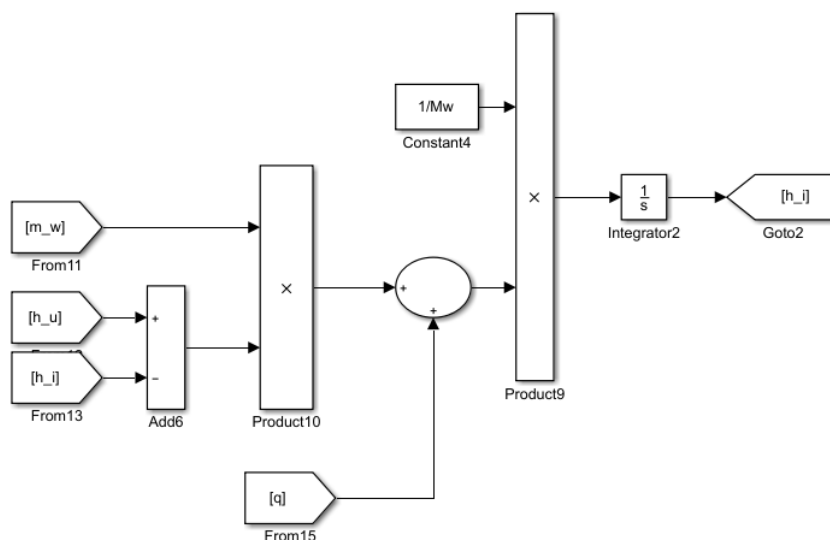 1/Mw
Constant4
[m_w]
From11
×
×
1
s
[h_i]
Integrator2
Goto2
[h_u]
+
+
+
[h_i]
−
From13
Add6
Product10
Product9
[q]
From15